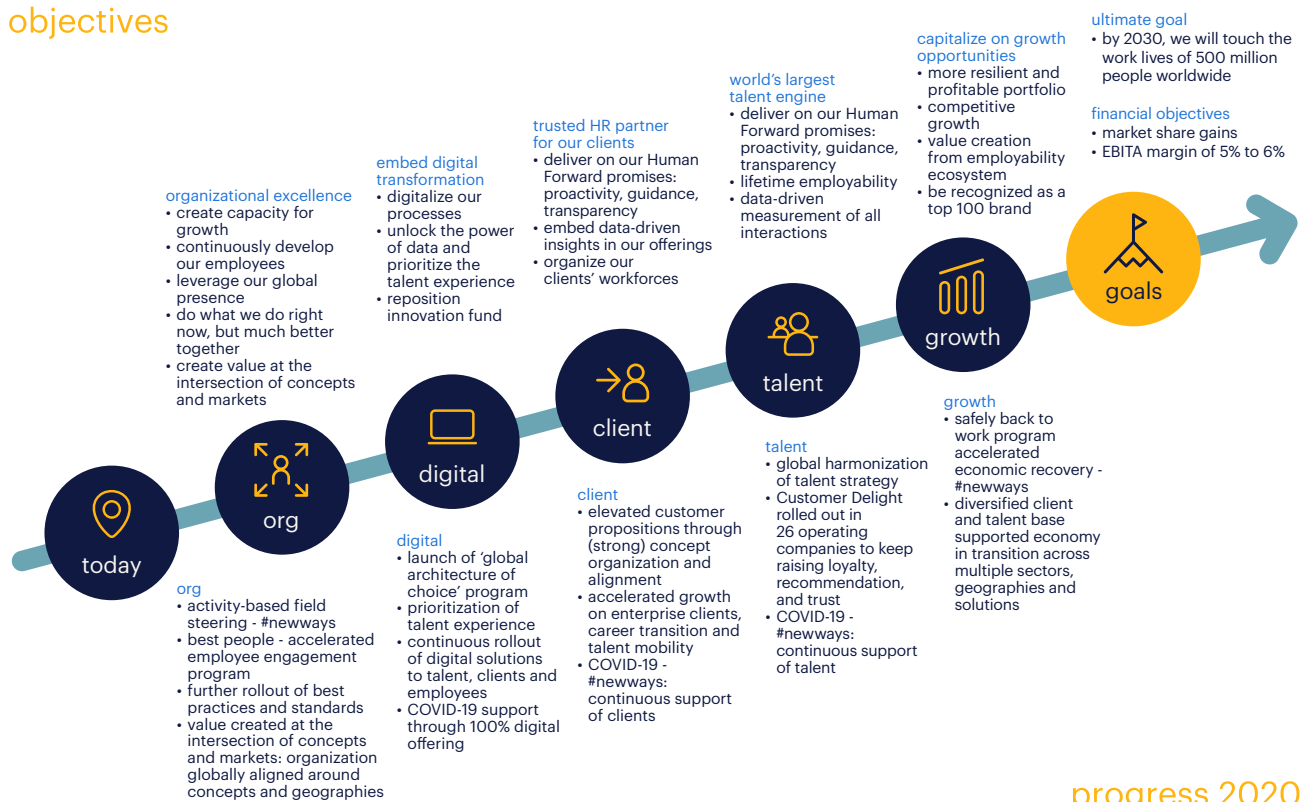 objectives
ultimate goal
• by 2030, we will touch the
work lives of 500 million
people worldwide
financial objectives
• market share gains
• EBITA margin of 5% to 6%
capitalize on growth
opportunities
• more resilient and
profitable portfolio
• competitive
growth
• value creation
from employability
ecosystem
• be recognized as a
top 100 brand
world's largest
talent engine
• deliver on our Human
Forward promises:
proactivity, guidance,
transparency
• lifetime employability
• data-driven
measurement of all
interactions
trusted HR partner
for our clients
• deliver on our Human
Forward promises:
proactivity, guidance,
transparency
• embed data-driven
insights in our offerings
• organize our
clients' workforces
embed digital
transformation
• digitalize our
processes
• unlock the power
of data and
prioritize the
talent experience
• reposition
innovation fund
organizational excellence
• create capacity for
growth
• continuously develop
our employees
• leverage our global
presence
• do what we do right
now, but much better
together
• create value at the
intersection of concepts
and markets
today
org
digital
client
talent
growth
goals
org
• activity-based field
steering - #newways
• best people - accelerated
employee engagement
program
• further rollout of best
practices and standards
• value created at the
intersection of concepts
and markets: organization
globally aligned around
concepts and geographies
digital
• launch of 'global
architecture of
choice' program
• prioritization of
talent experience
• continuous rollout
of digital solutions
to talent, clients and
employees
• COVID-19 support
through 100% digital
offering
client
• elevated customer
propositions through
(strong) concept
organization and
alignment
• accelerated growth
on enterprise clients,
career transition and
talent mobility
• COVID-19 -
#newways:
continuous support
of clients
talent
• global harmonization
of talent strategy
• Customer Delight
rolled out in
26 operating
companies to keep
raising loyalty,
recommendation,
and trust
• COVID-19 -
#newways:
continuous support
of talent
growth
• safely back to
work program
accelerated
economic recovery -
#newways
• diversified client
and talent base
supported economy
in transition across
multiple sectors,
geographies and
solutions
progress 2020